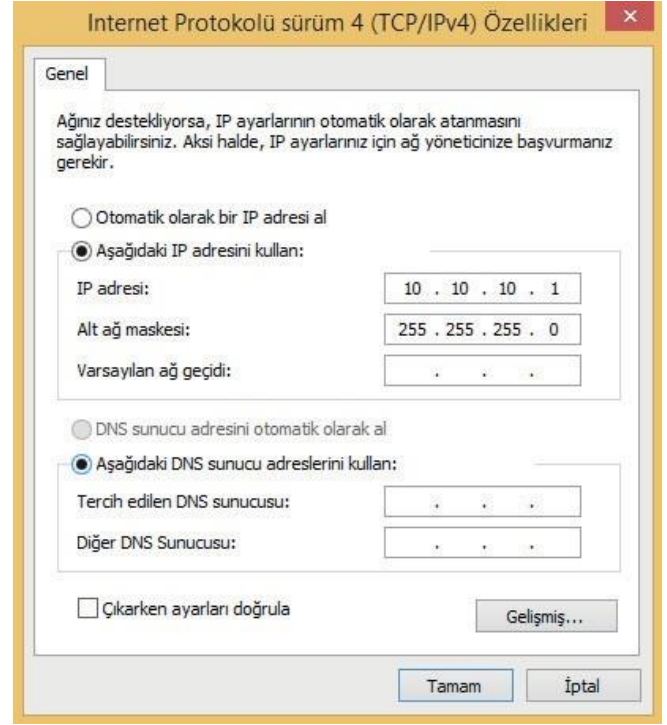 Internet Protokolü sürüm 4 (TCP/IPv4) Özellikleri
Genel
Ağınız destekliyorsa, IP ayarlarının otomatik olarak atanmasını
sağlayabilirsiniz. Aksi halde, IP ayarlarınız için ağ yöneticinize başvurmanız
gerekir.
Otomatik olarak bir IP adresi al
Aşağıdaki IP adresini kullan:
IP adresi: 10 . 10 . 10 . 1
Alt ağ maskesi: 255 . 255 . 255 . 0
Varsayılan ağ geçidi: . . .
DNS sunucu adresini otomatik olarak al
Aşağıdaki DNS sunucu adreslerini kullan:
Tercih edilen DNS sunucusu: . . .
Diğer DNS Sunucusu: . . .
Çıkarken ayarları doğrula
Gelişmiş...
Tamam İptal